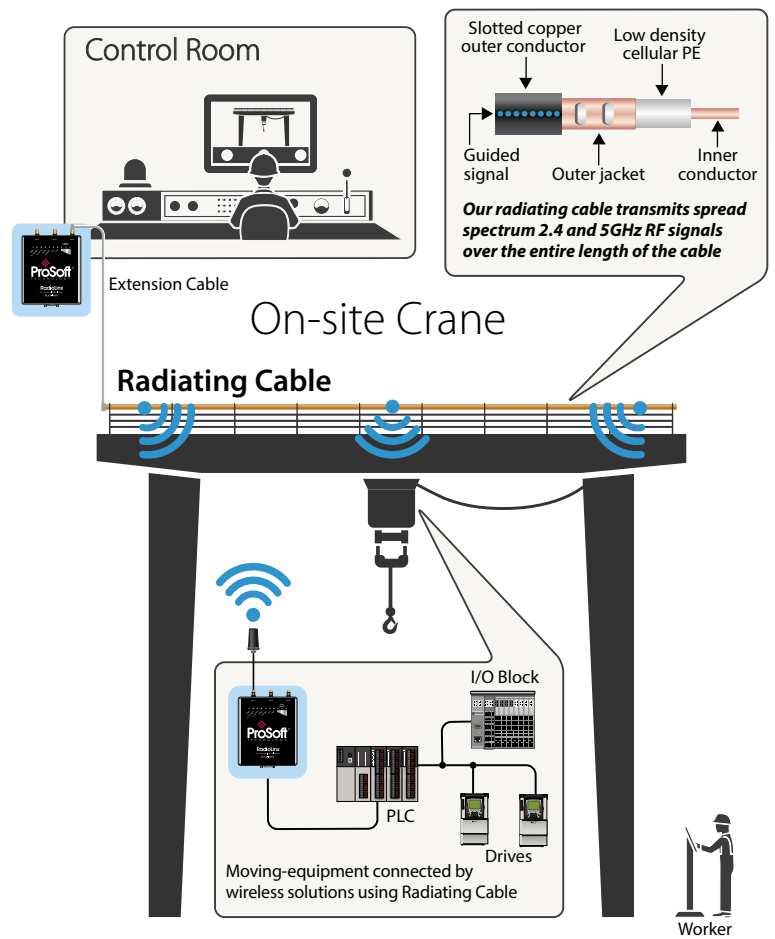 Control Room
Slotted copper
outer conductor
Low density
cellular PE
Guided
signal
Outer jacket
Inner
conductor
Our radiating cable transmits spread
spectrum 2.4 and 5GHz RF signals
over the entire length of the cable
ProSoft
TECHNOLOGY
RadioLinx
Extension Cable
On-site Crane
Radiating Cable
I/O Block
ProSoft
TECHNOLOGY
RadioLinx
PLC
Drives
Moving-equipment connected by
wireless solutions using Radiating Cable
Worker